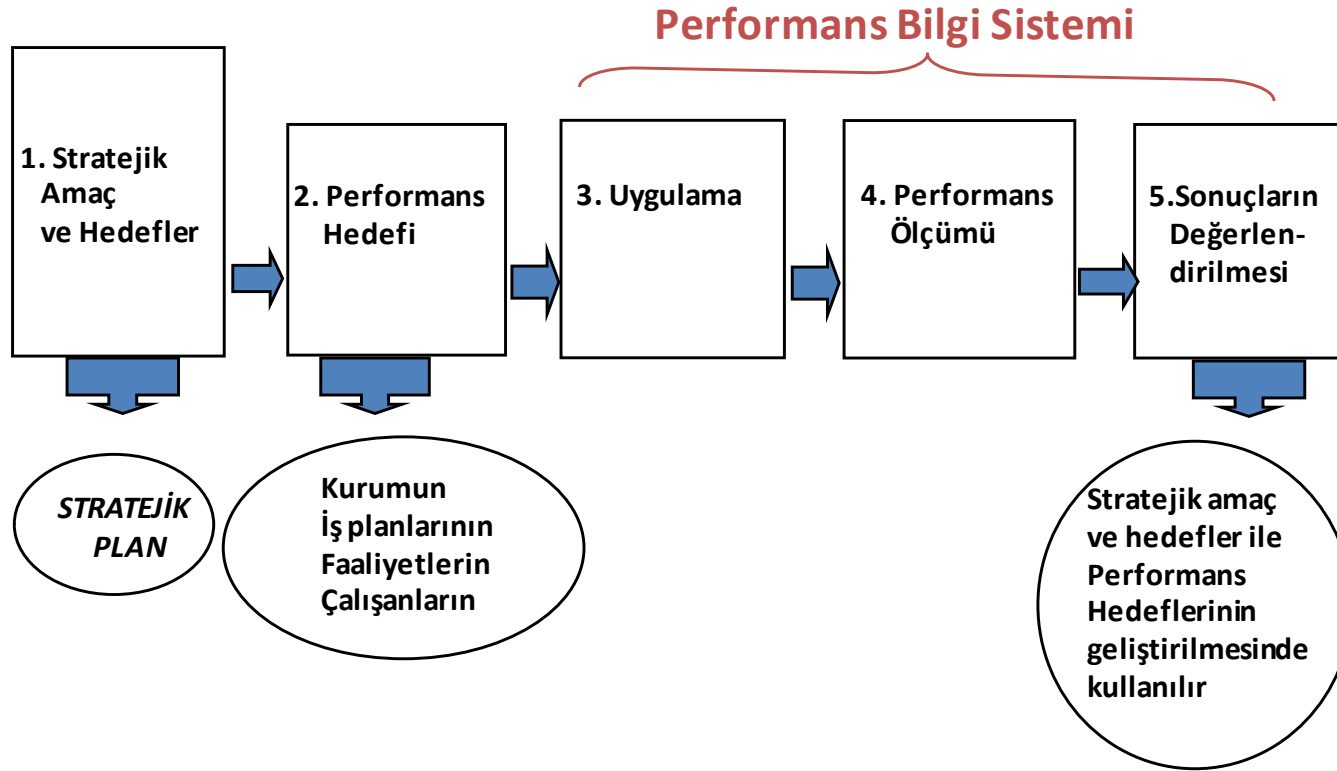 Performans Bilgi Sistemi
1. Stratejik
Amaç
ve Hedefler
2. Performans
Hedefi
3. Uygulama
4. Performans
Ölçümü
5.Sonuçların
Değerlen-
dirilmesi
STRATEJİK
PLAN
Kurumun
İş planlarının
Faaliyetlerin
Çalışanların
Stratejik amaç
ve hedefler ile
Performans
Hedeflerinin
geliştirilmesinde
kullanılır